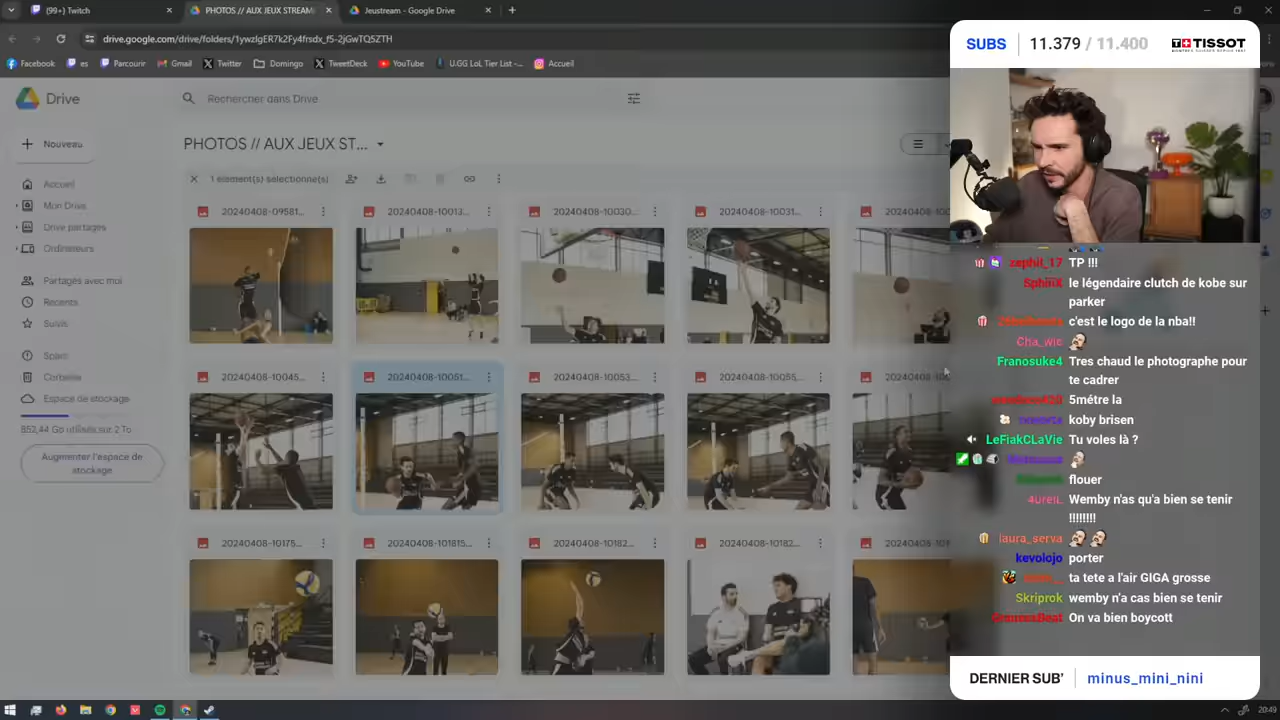 (99+) Twitch
PHOTOS // AUX JEUX STREAM
Jeustream - Google Drive
drive.google.com/drive/folders/1ywzlgER7k2Fy4frsdx_f5-2jGwTQ5ZTH
Facebook
es
Parcourir
Gmail
Twitter
Domingo
TweetDeck
YouTube
U.GG LoL Tier List -...
Accueil
Drive
Rechercher dans Drive
Nouveau
PHOTOS // AUX JEUX ST...
1 élément(s) sélectionné(s)
Accueil
Mon Drive
Drive partagés
Ordinateurs
Partagés avec moi
Récents
Suivis
Spam
Corbeille
Espace de stockage
852,44 Go utilisés sur 2 To
Augmenter l'espace de
stockage
20240408-09581...
20240408-10013...
20240408-10030...
20240408-10031...
20240408-10045...
20240408-10051...
20240408-10053...
20240408-10055...
20240408-10175...
20240408-101815...
20240408-10182...
20240408-10182...
SUBS
11.379 / 11.400
TISSOT
zephit_17 TP !!!
SphinX le légendaire clutch de kobe sur
parker
c'est le logo de la nba!!
Cha_wic
Franosuke4 Tres chaud le photographe pour
te cadrer
5métre la
koby brisen
LeFiakCLaVie Tu voles là ?
flouer
4ureiL Wemby n'as qu'a bien se tenir
!!!!!!!!
laura_serva
kevolojo porter
ta tete a l'air GIGA grosse
Skriprok wemby n'a cas bien se tenir
On va bien boycott
DERNIER SUB'
minus_mini_nini
20:49